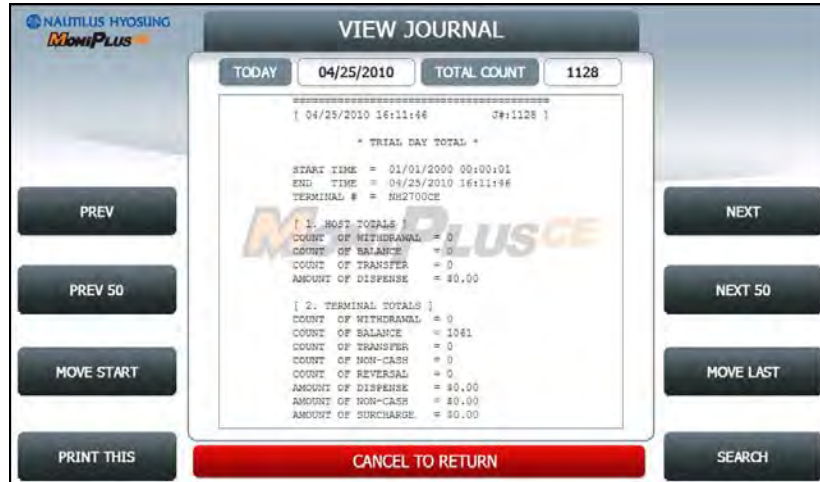 NAUTILUS HYOSUNG
MONiPLUS CE
VIEW JOURNAL
TODAY 04/25/2010 TOTAL COUNT 1128
========================================
[ 04/25/2010 16:11:46 J#:1128 ]
* TRIAL DAY TOTAL *
START TIME = 01/01/2000 00:00:01
END TIME = 04/25/2010 16:11:46
TERMINAL # = NH2700CE
[ 1. HOST TOTALS ]
COUNT OF WITHDRAWAL = 0
COUNT OF BALANCE = 0
COUNT OF TRANSFER = 0
AMOUNT OF DISPENSE = $0.00
[ 2. TERMINAL TOTALS ]
COUNT OF WITHDRAWAL = 0
COUNT OF BALANCE = 1061
COUNT OF TRANSFER = 0
COUNT OF NON-CASH = 0
COUNT OF REVERSAL = 0
AMOUNT OF DISPENSE = $0.00
AMOUNT OF NON-CASH = $0.00
AMOUNT OF SURCHARGE = $0.00
MONiPLUS CE
PREV
PREV 50
MOVE START
PRINT THIS
NEXT
NEXT 50
MOVE LAST
SEARCH
CANCEL TO RETURN